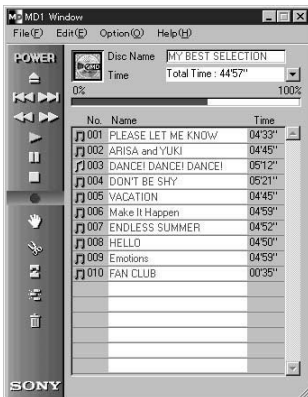 MD1 Window
File(F) Edit(E) Option(O) Help(H)
POWER
Disc Name MY BEST SELECTION
Time Total Time : 44'57"
0% 100%
No. Name Time
001 PLEASE LET ME KNOW 04'33"
002 ARISA and YUKI 04'45"
003 DANCE! DANCE! DANCE! 05'12"
004 DON'T BE SHY 05'21"
005 VACATION 04'45"
006 Make It Happen 04'59"
007 ENDLESS SUMMER 04'52"
008 HELLO 04'50"
009 Emotions 04'59"
010 FAN CLUB 00'35"
SONY